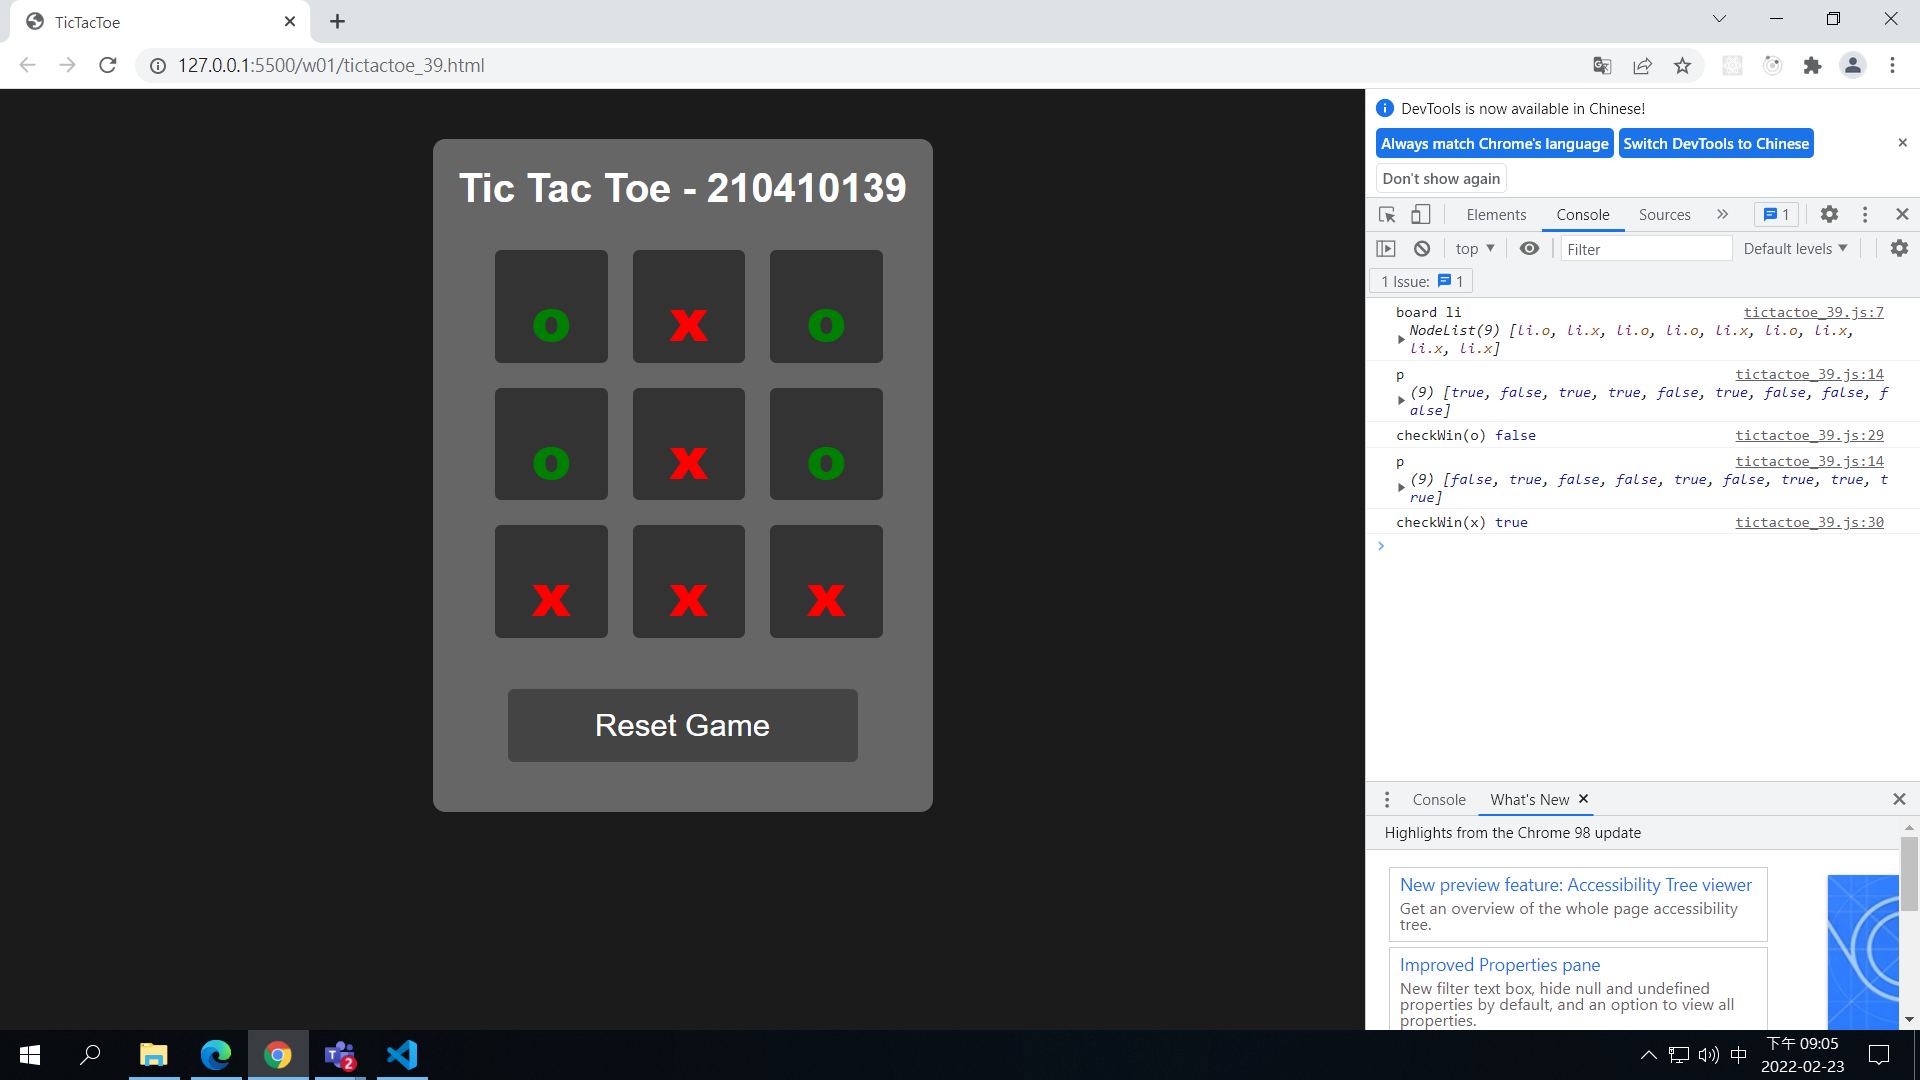 TicTacToe
127.0.0.1:5500/w01/tictactoe_39.html
Tic Tac Toe - 210410139
o x o
o x o
x x x
Reset Game
DevTools is now available in Chinese!
Always match Chrome's language
Switch DevTools to Chinese
Don't show again
Elements Console Sources » 1
top Filter Default levels
1 Issue: 1
board li tictactoe_39.js:7
NodeList(9) [li.o, li.x, li.o, li.o, li.x, li.o, li.x,
li.x, li.x]
p tictactoe_39.js:14
(9) [true, false, true, true, false, true, false, false, f
alse]
checkWin(o) false tictactoe_39.js:29
p tictactoe_39.js:14
(9) [false, true, false, false, true, false, true, true, t
rue]
checkWin(x) true tictactoe_39.js:30
Console What's New
Highlights from the Chrome 98 update
New preview feature: Accessibility Tree viewer
Get an overview of the whole page accessibility
tree.
Improved Properties pane
New filter text box, hide null and undefined
properties by default, and an option to view all
properties.
T 2
中
下午 09:05
2022-02-23